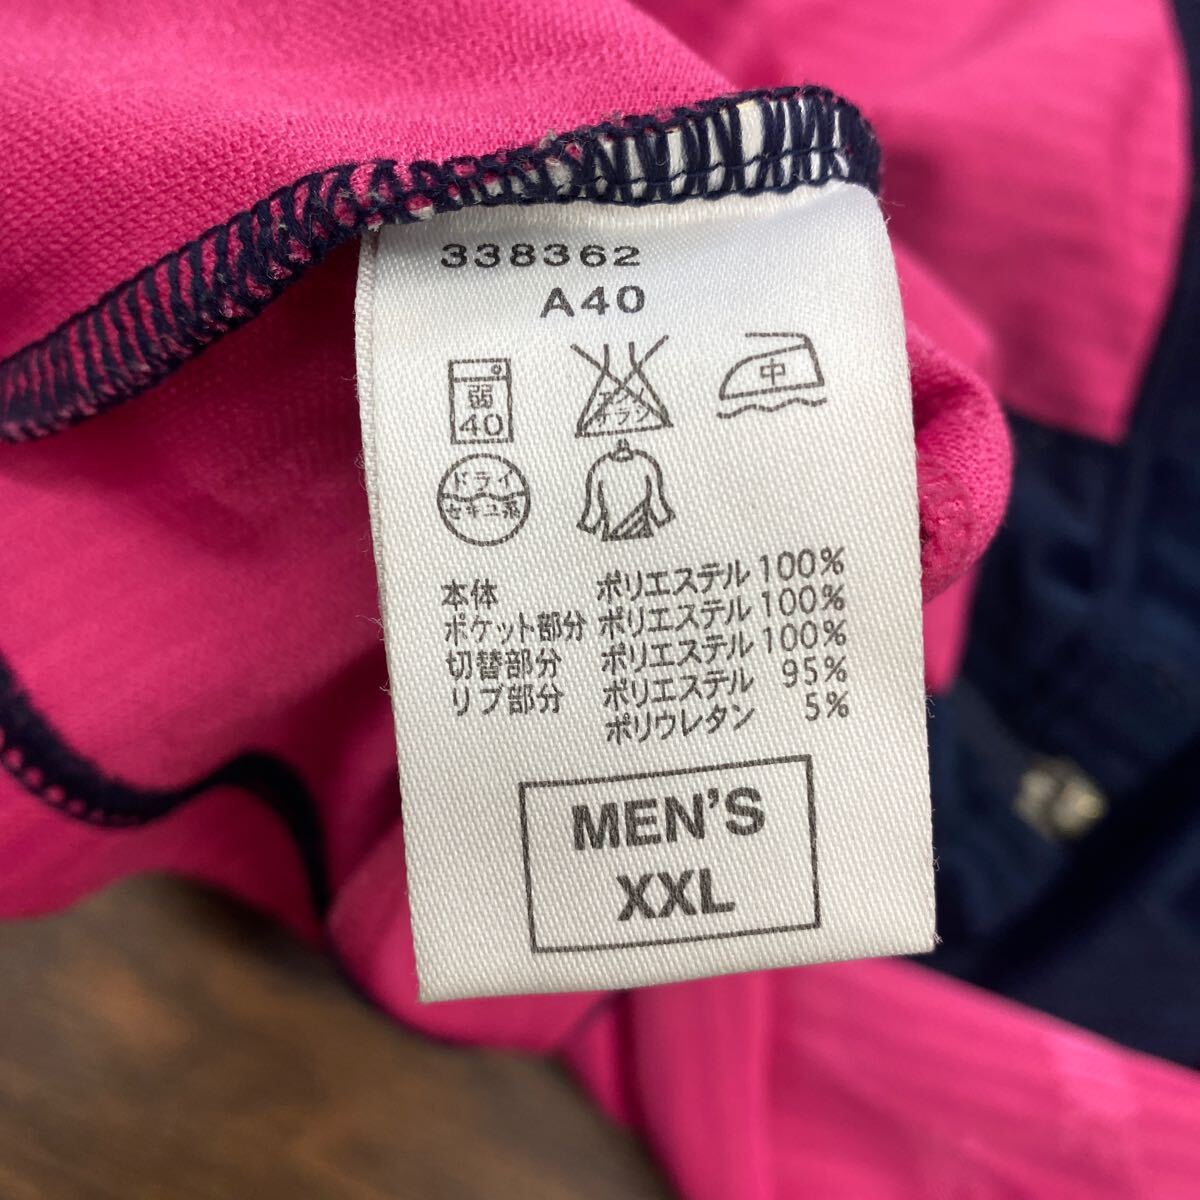 338362
A40
弱
40
エンソ
サラシ
中
ドライ
セキユ系
本体 ポリエステル 100%
ポケット部分 ポリエステル 100%
切替部分 ポリエステル 100%
リブ部分 ポリエステル 95%
ポリウレタン 5%
MEN'S
XXL